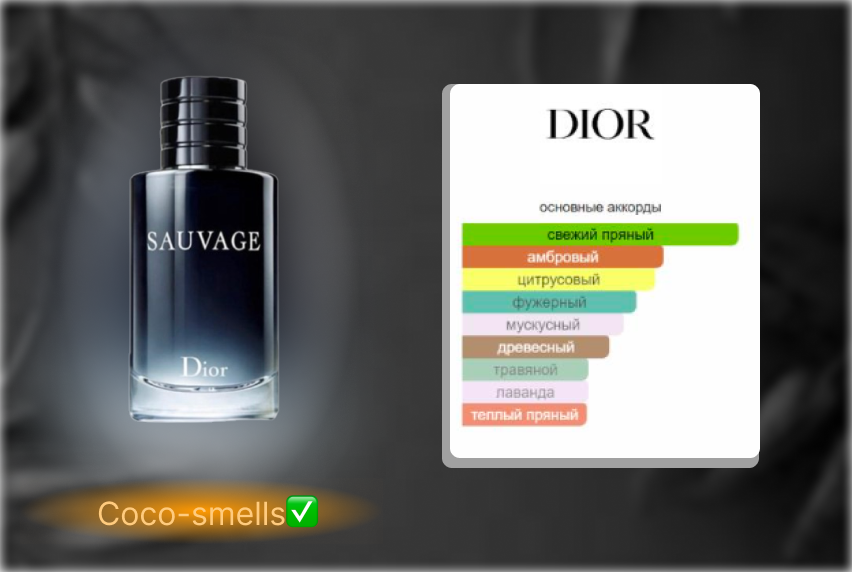 SAUVAGE
Dior
Coco-smells✅
DIOR
основные аккорды
свежий пряный
амбровый
цитрусовый
фужерный
мускусный
древесный
травяной
лаванда
теплый пряный